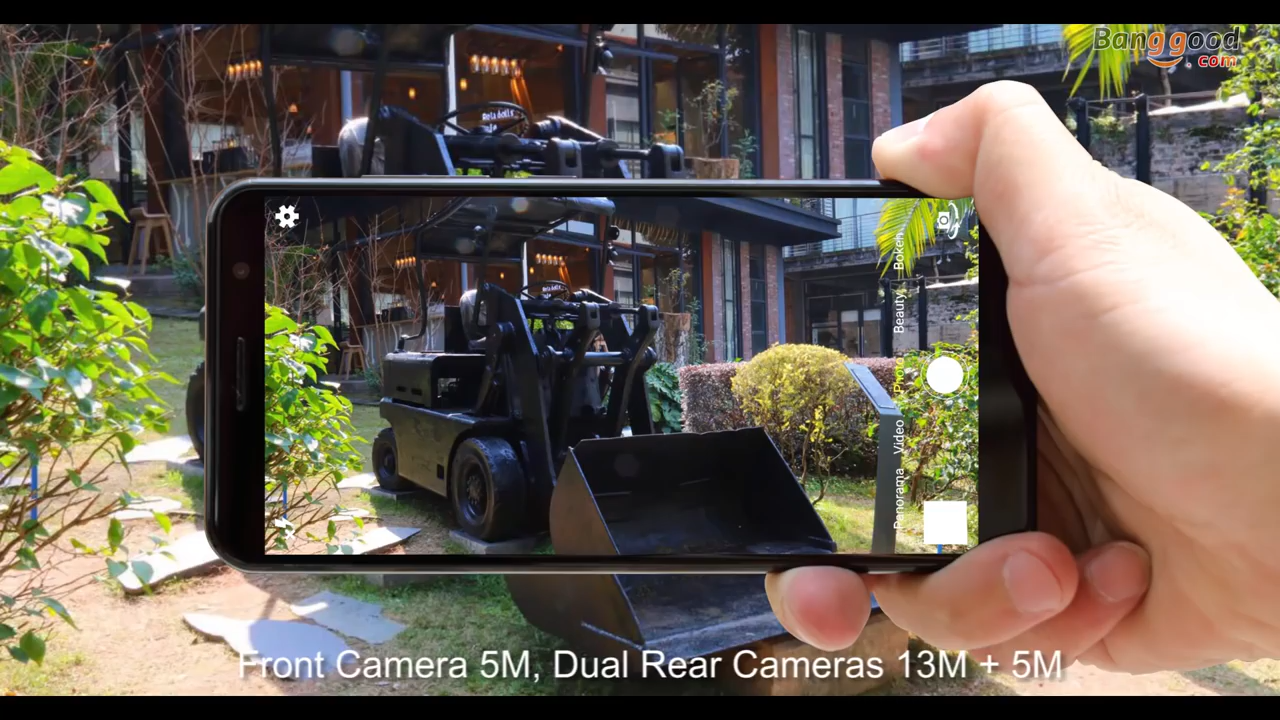 Banggood
.com
Bokeh
Beauty
Photo
Video
Panorama
Front Camera 5M, Dual Rear Cameras 13M + 5M